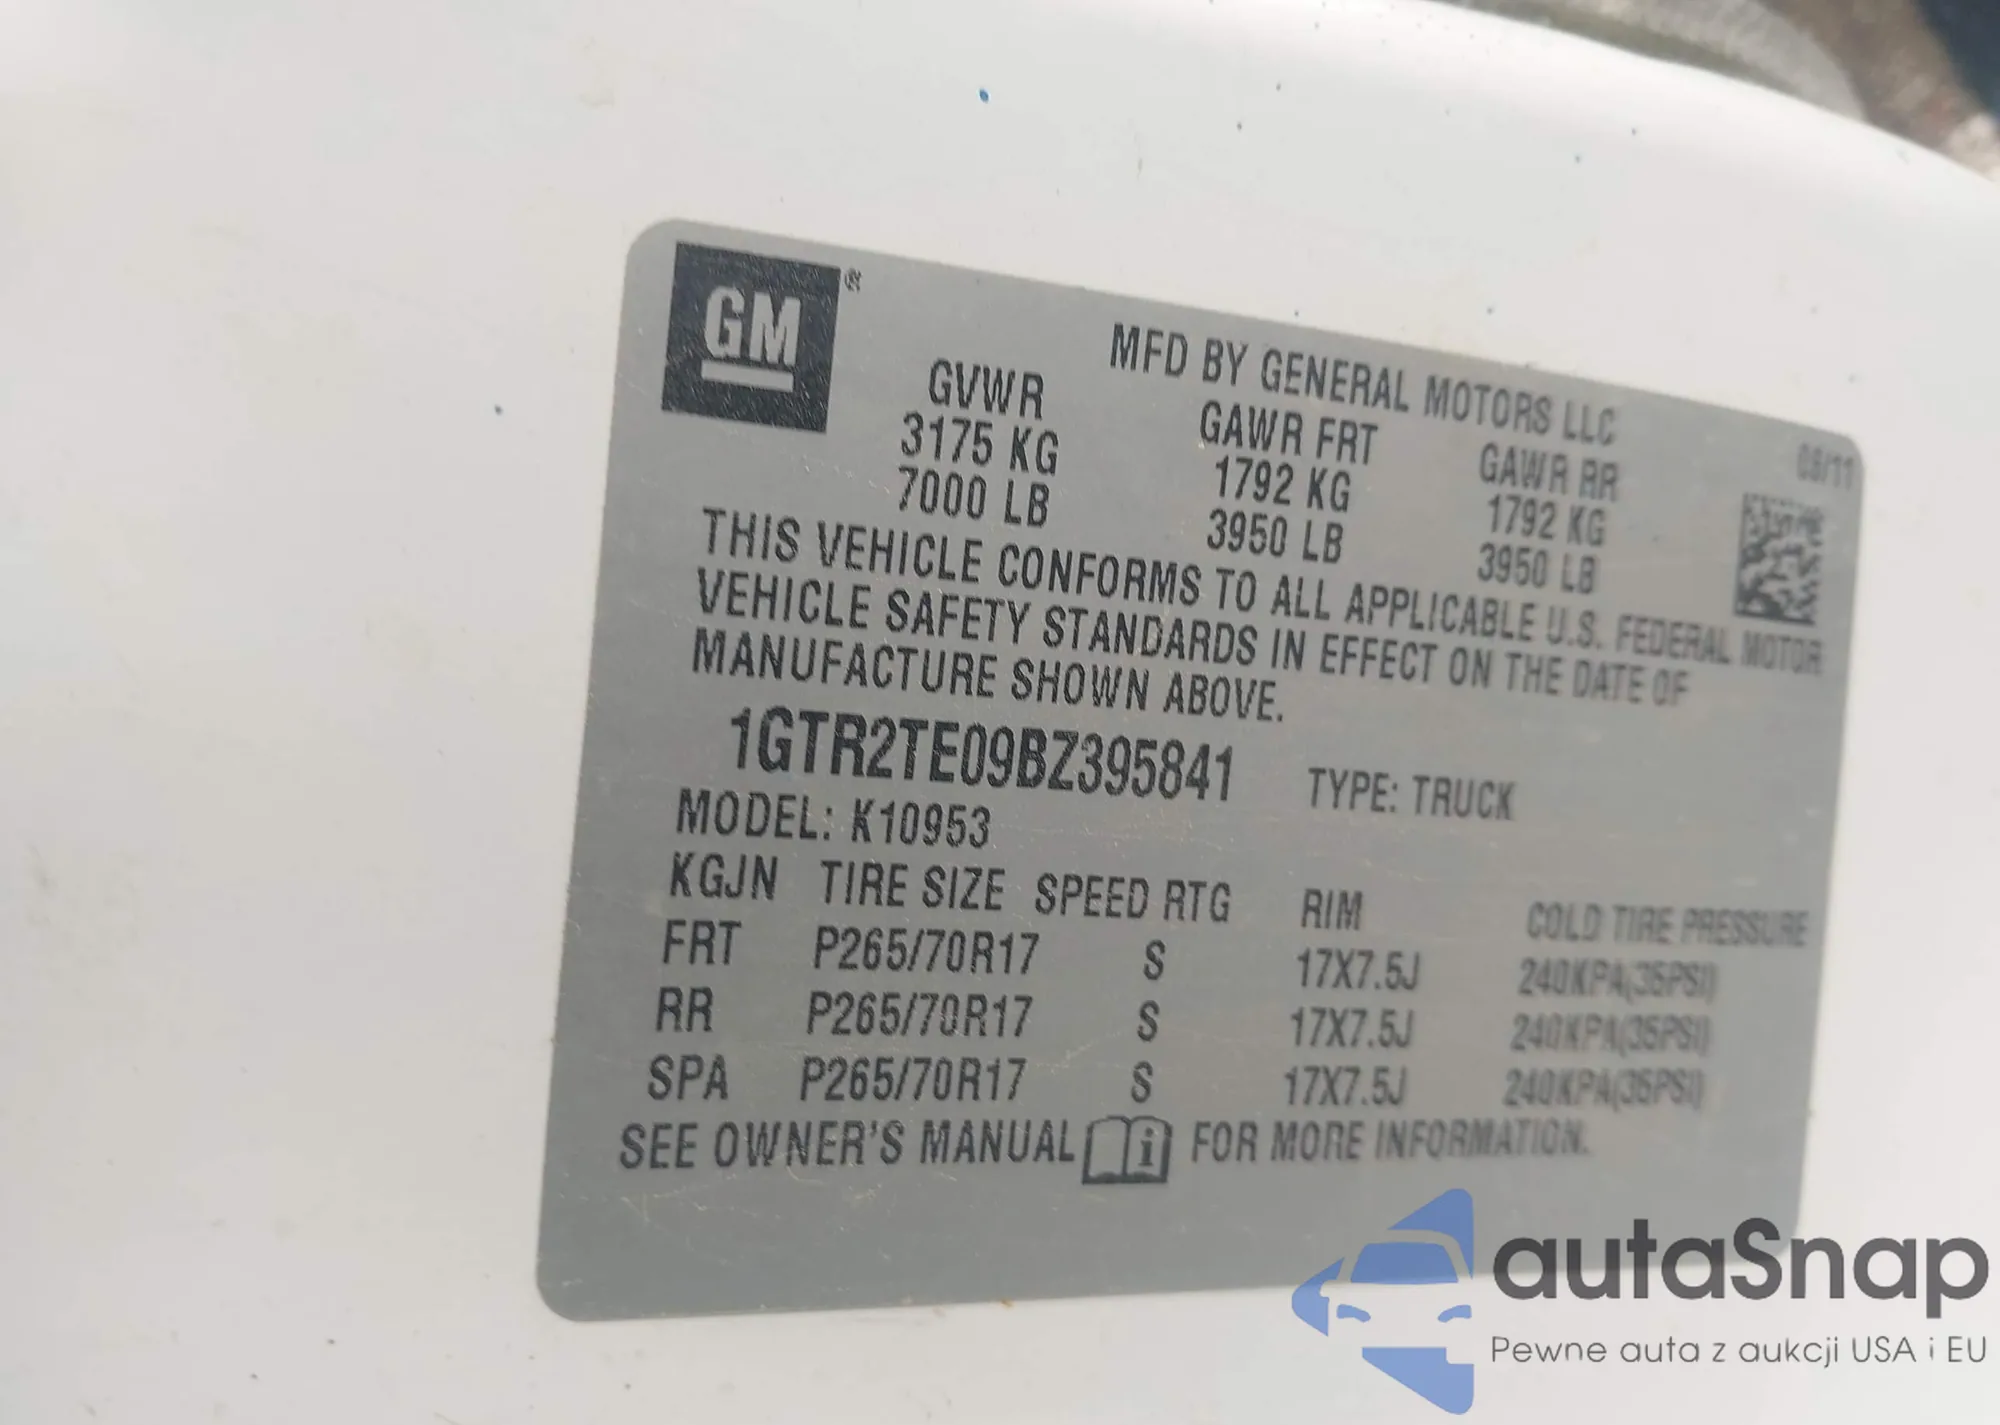 GM®
MFD BY GENERAL MOTORS LLC
GVWR GAWR FRT GAWR RR
3175 KG 1792 KG 1792 KG
7000 LB 3950 LB 3950 LB
THIS VEHICLE CONFORMS TO ALL APPLICABLE U.S. FEDERAL MOTOR
VEHICLE SAFETY STANDARDS IN EFFECT ON THE DATE OF
MANUFACTURE SHOWN ABOVE.
1GTR2TE09BZ395841 TYPE: TRUCK
MODEL: K10953
KGJN TIRE SIZE SPEED RTG RIM COLD TIRE PRESSURE
FRT P265/70R17 S 17X7.5J 240KPA(35PSI)
RR P265/70R17 S 17X7.5J 240KPA(35PSI)
SPA P265/70R17 S 17X7.5J 240KPA(35PSI)
SEE OWNER'S MANUAL i FOR MORE INFORMATION.
autaSnap
Pewne auta z aukcji USA i EU